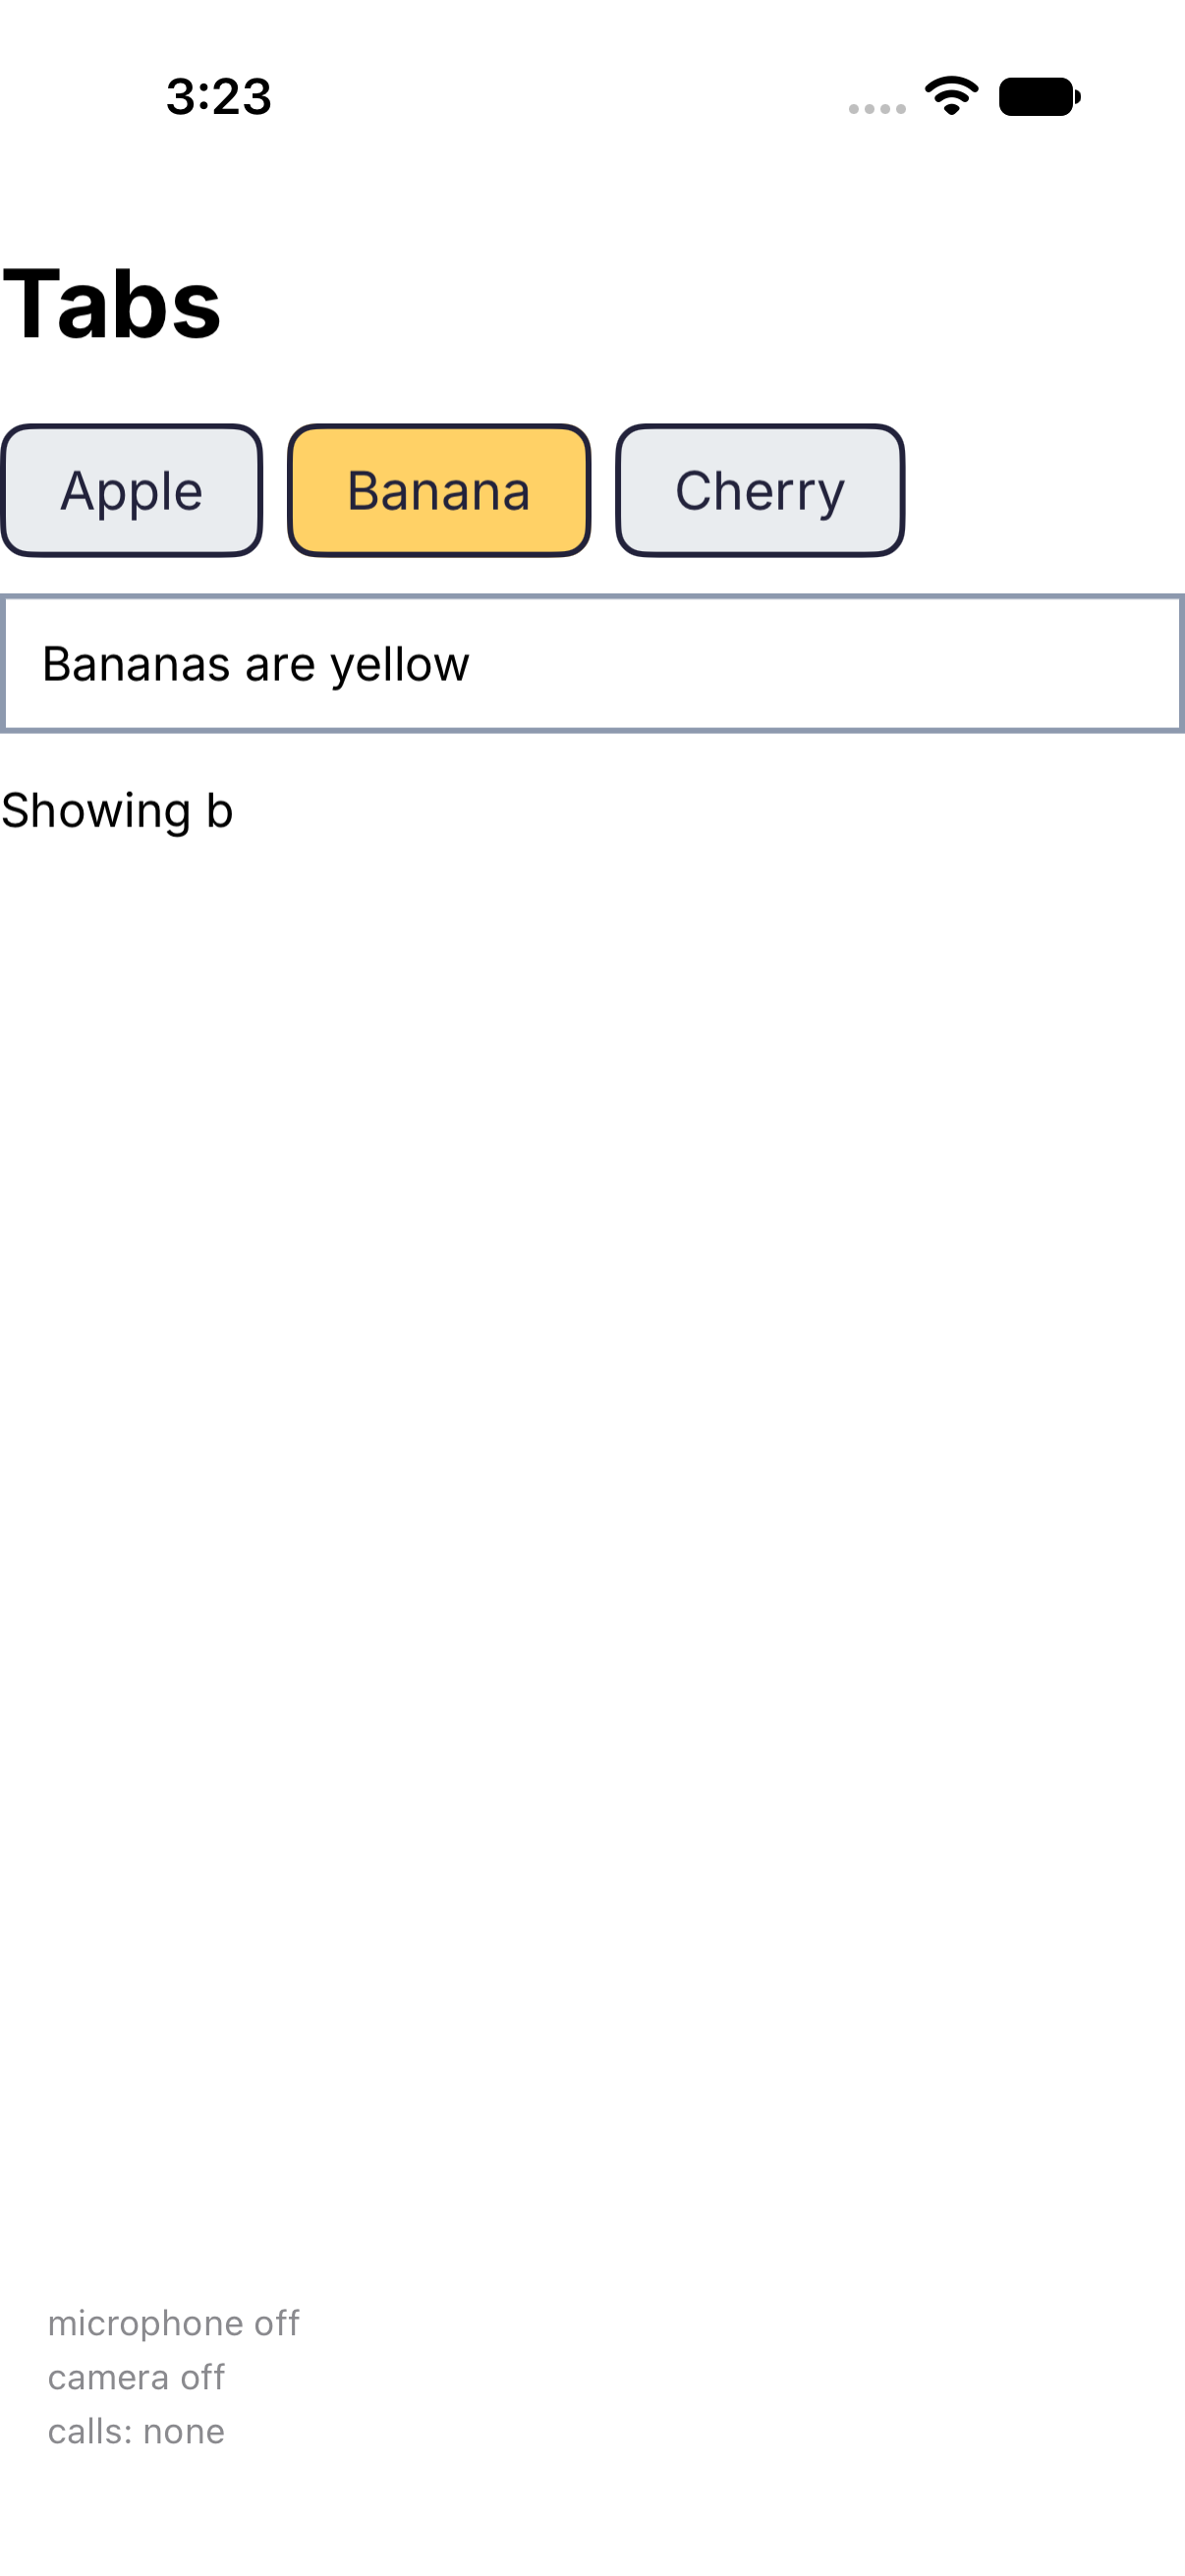 3:23
Tabs
Apple Banana Cherry
Bananas are yellow
Showing b
microphone off
camera off
calls: none